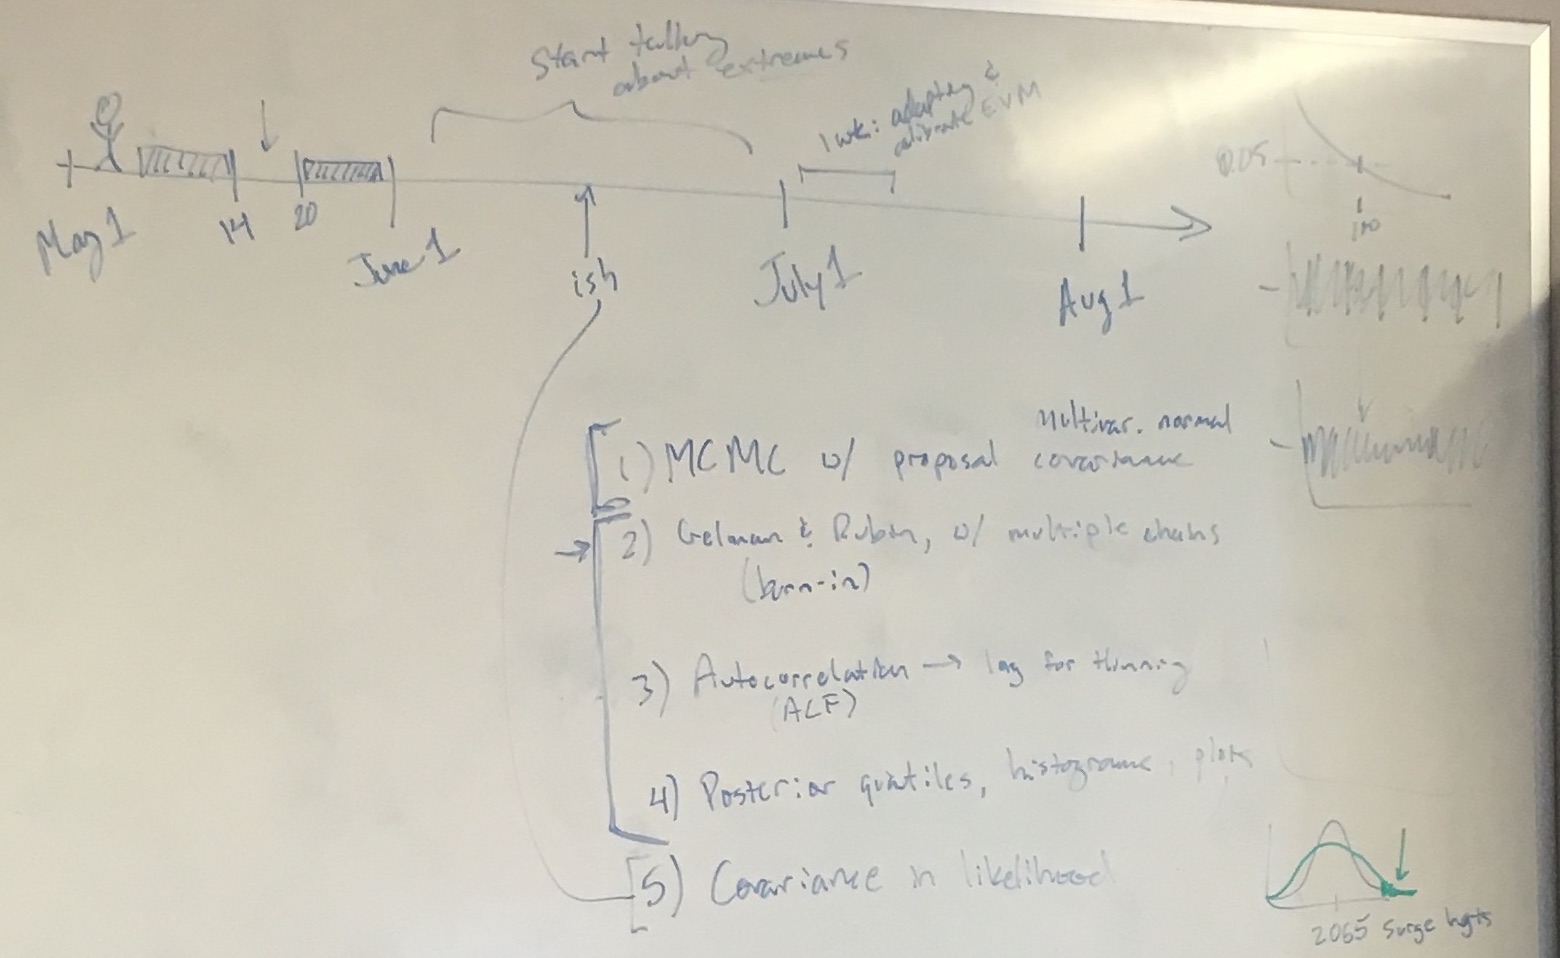 Start talking
about extremes
1 wk: adapting &
calibrate EVM
May 1
14
20
June 1
ish
July 1
Aug 1
0.05
100
1) MCMC w/ proposal covariance
Multivar. normal
2) Gelman & Rubin, w/ multiple chains
(burn-in)
3) Autocorrelation → lag for thinning
(ACF)
4) Posterior quantiles, histograms, plots
5) Covariance in likelihood
2065 surge hgts